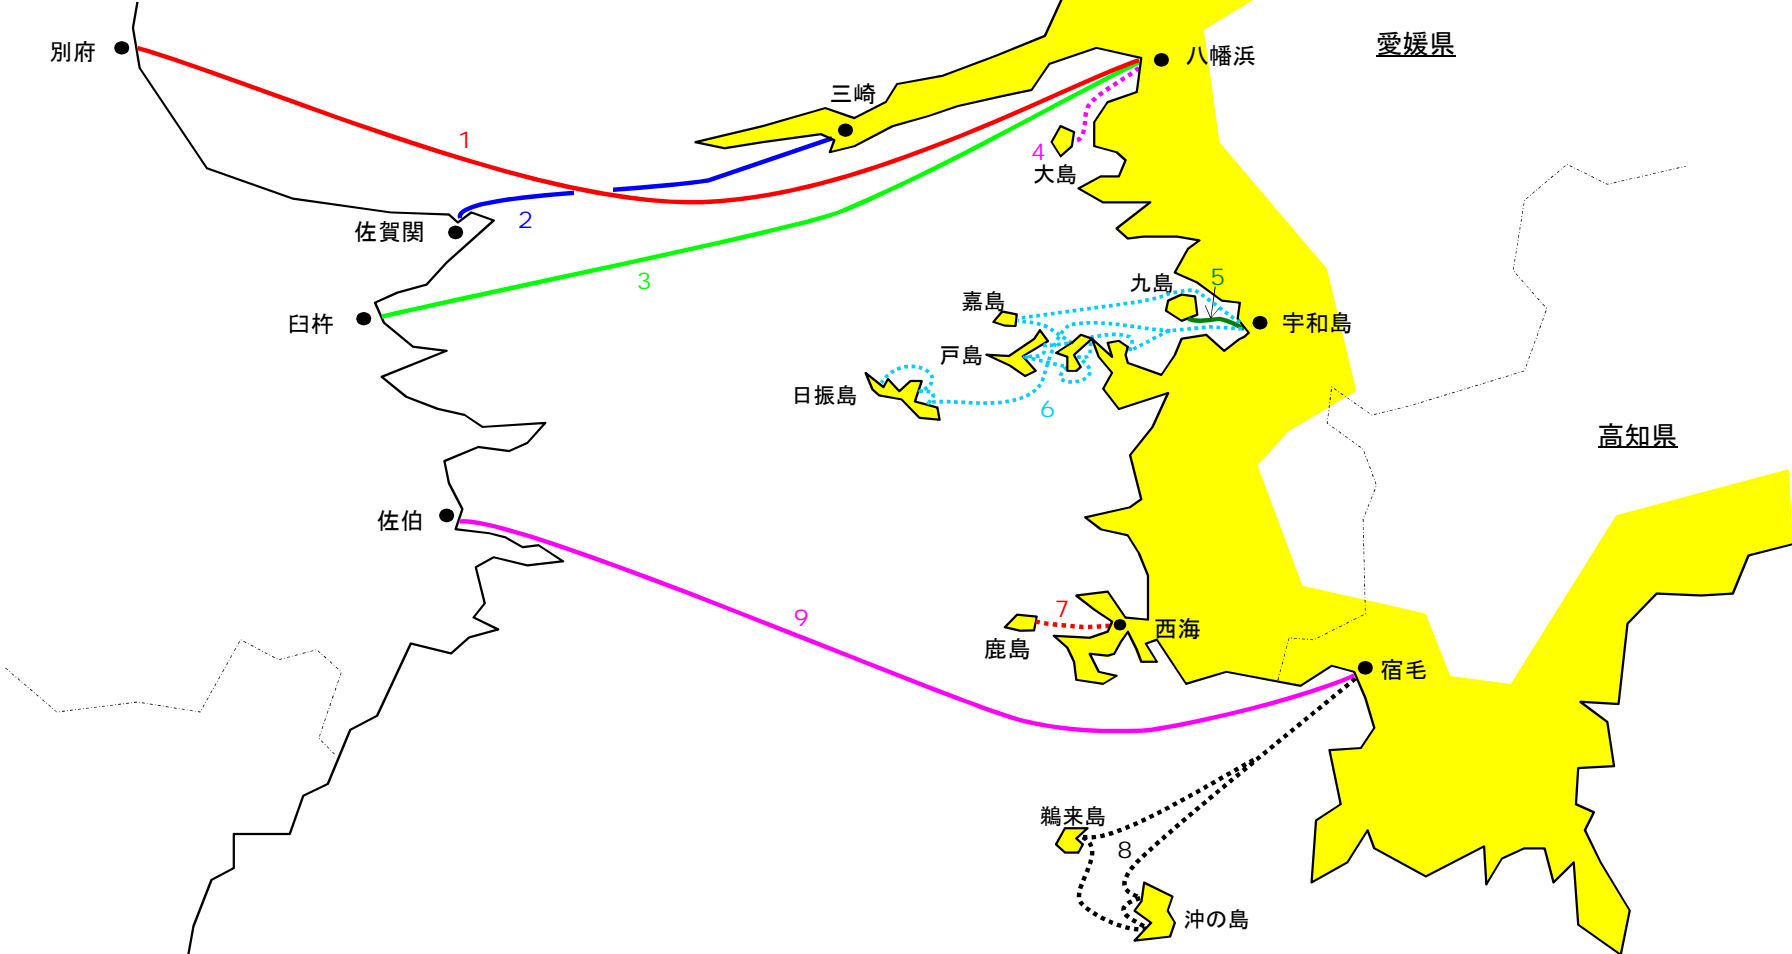 愛媛県
別府
八幡浜
三崎
1
4
大島
2
佐賀関
3
九島
5
嘉島
臼杵
宇和島
戸島
日振島
6
高知県
佐伯
9
7
西海
鹿島
宿毛
鵜来島
8
沖の島